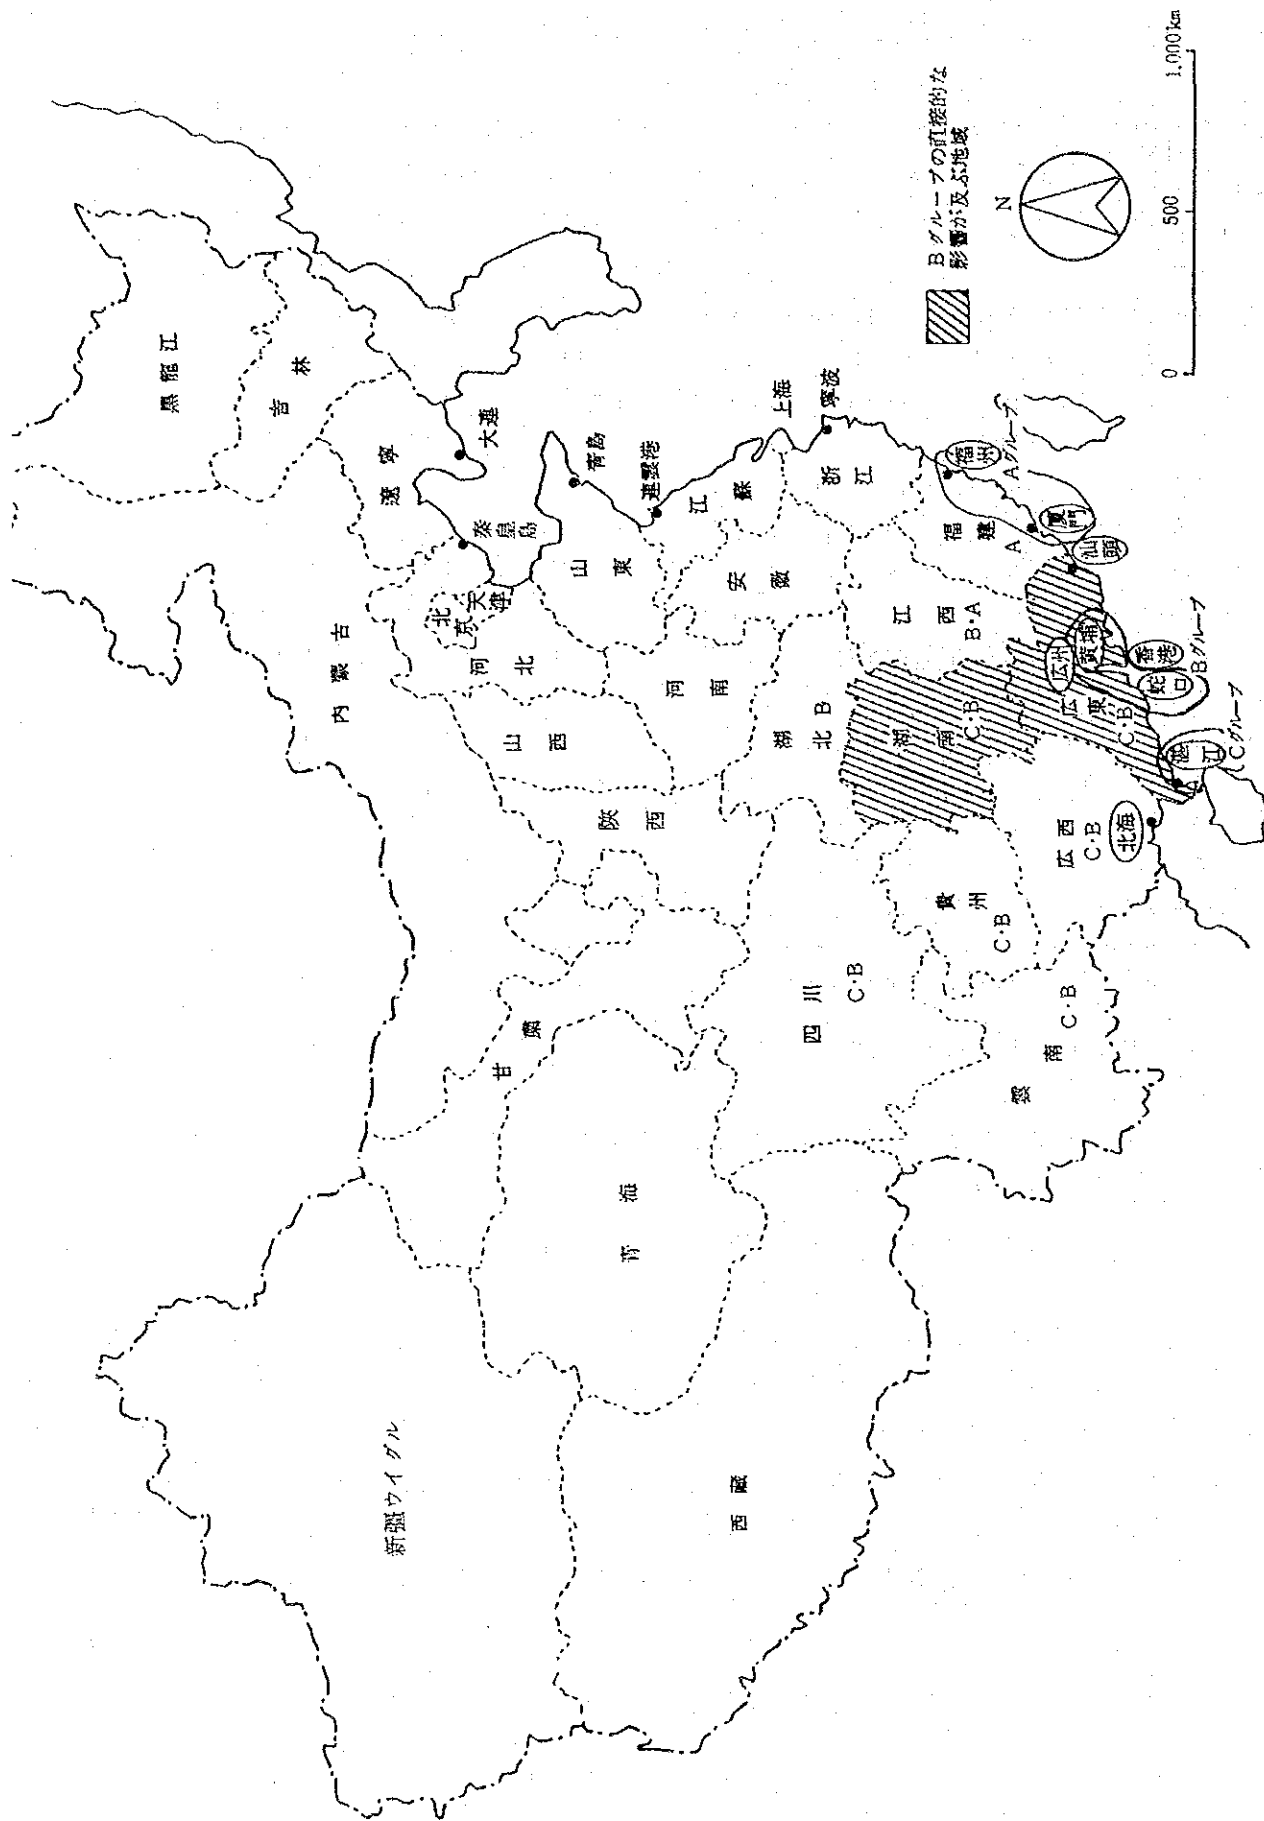 黒龍江
吉林
遼寧
内蒙古
新疆ウイグル
北京
天津
秦皇島
大連
河北
山西
山東
青島
連雲港
陝西
甘粛
青海
河南
江蘇
安徽
上海
寧波
浙江
西蔵
四川
C・B
湖北B
湖南
C・B
江西
B・A
福建
A
福州
Aグループ
厦門
汕頭
貴州
C・B
雲南
C・B
広西
C・B
北海
広東
C・B
広州
黄埔
香港
蛇口
Bグループ
湛江
Cグループ
Bグループの直接的な
影響が及ぶ地域
N
0 500 1,000km